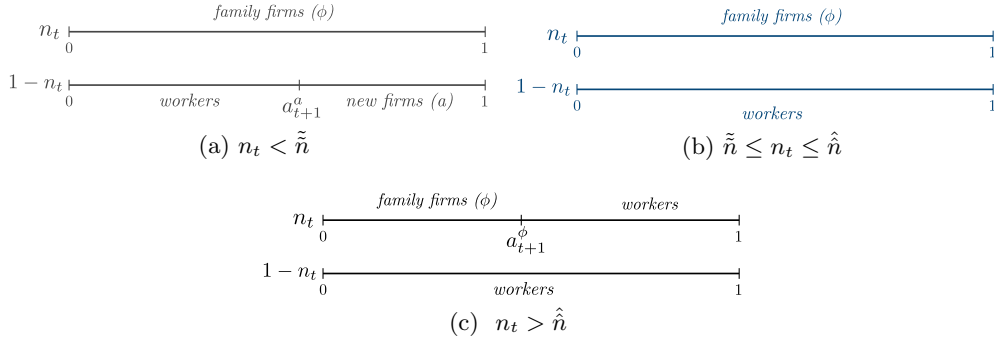 family firms (ϕ)
n_t
0 1
1 − n_t
0 1
workers a^a_{t+1} new firms (a)
(a) n_t < ñ̃
family firms (ϕ)
n_t
0 1
1 − n_t
0 1
workers
(b) ñ̃ ≤ n_t ≤ n̂̂
family firms (ϕ) workers
n_t
0 a^ϕ_{t+1} 1
1 − n_t
0 1
workers
(c) n_t > n̂̂